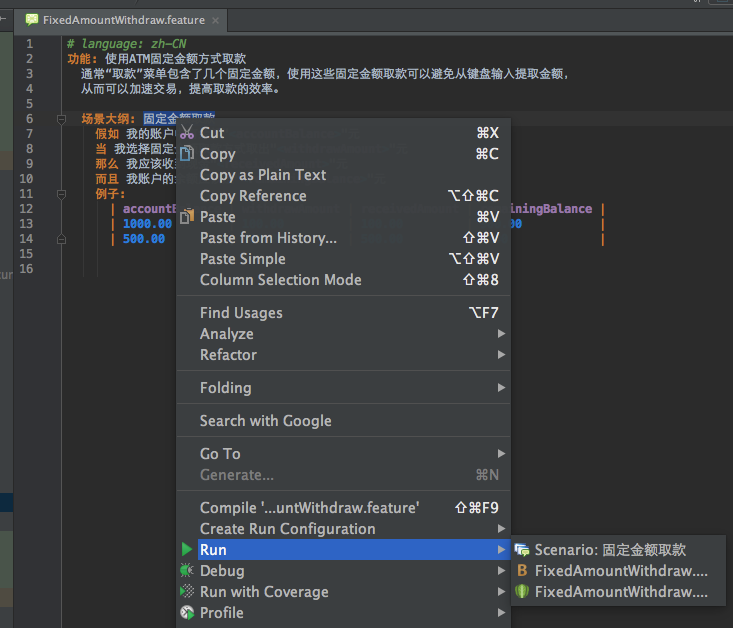 FixedAmountWithdraw.feature
1 # language: zh-CN
2 功能: 使用ATM固定金额方式取款
3 通常“取款”菜单包含了几个固定金额，使用这些固定金额取款可以避免从键盘输入提取金额，
4 从而可以加速交易，提高取款的效率。
5
6 场景大纲: 固定金额取款
7 假如 我的账户
8 当 我选择固定
9 那么 我应该收
10 而且 我账户的
11 例子:
12 | accountB iningBalance |
13 | 1000.00 00 |
14 | 500.00 |
15
16
Cut ⌘X
Copy ⌘C
Copy as Plain Text
Copy Reference ⌥⇧⌘C
Paste ⌘V
Paste from History... ⇧⌘V
Paste Simple ⌥⇧⌘V
Column Selection Mode ⇧⌘8
Find Usages ⌥F7
Analyze
Refactor
Folding
Search with Google
Go To
Generate... ⌘N
Compile '...untWithdraw.feature' ⇧⌘F9
Create Run Configuration
Run
Debug
Run with Coverage
Profile
Scenario: 固定金额取款
FixedAmountWithdraw....
FixedAmountWithdraw....